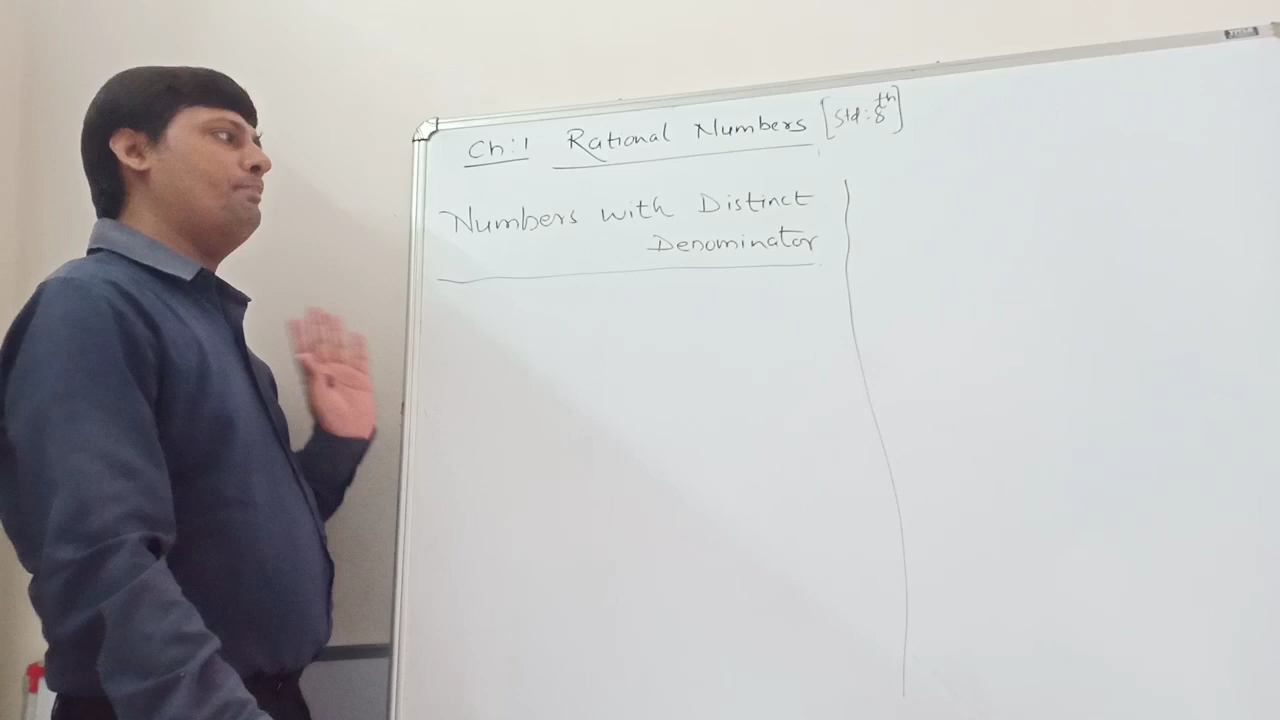 Ch:1 Rational Numbers [Std: 8th]
Numbers with Distinct
Denominator